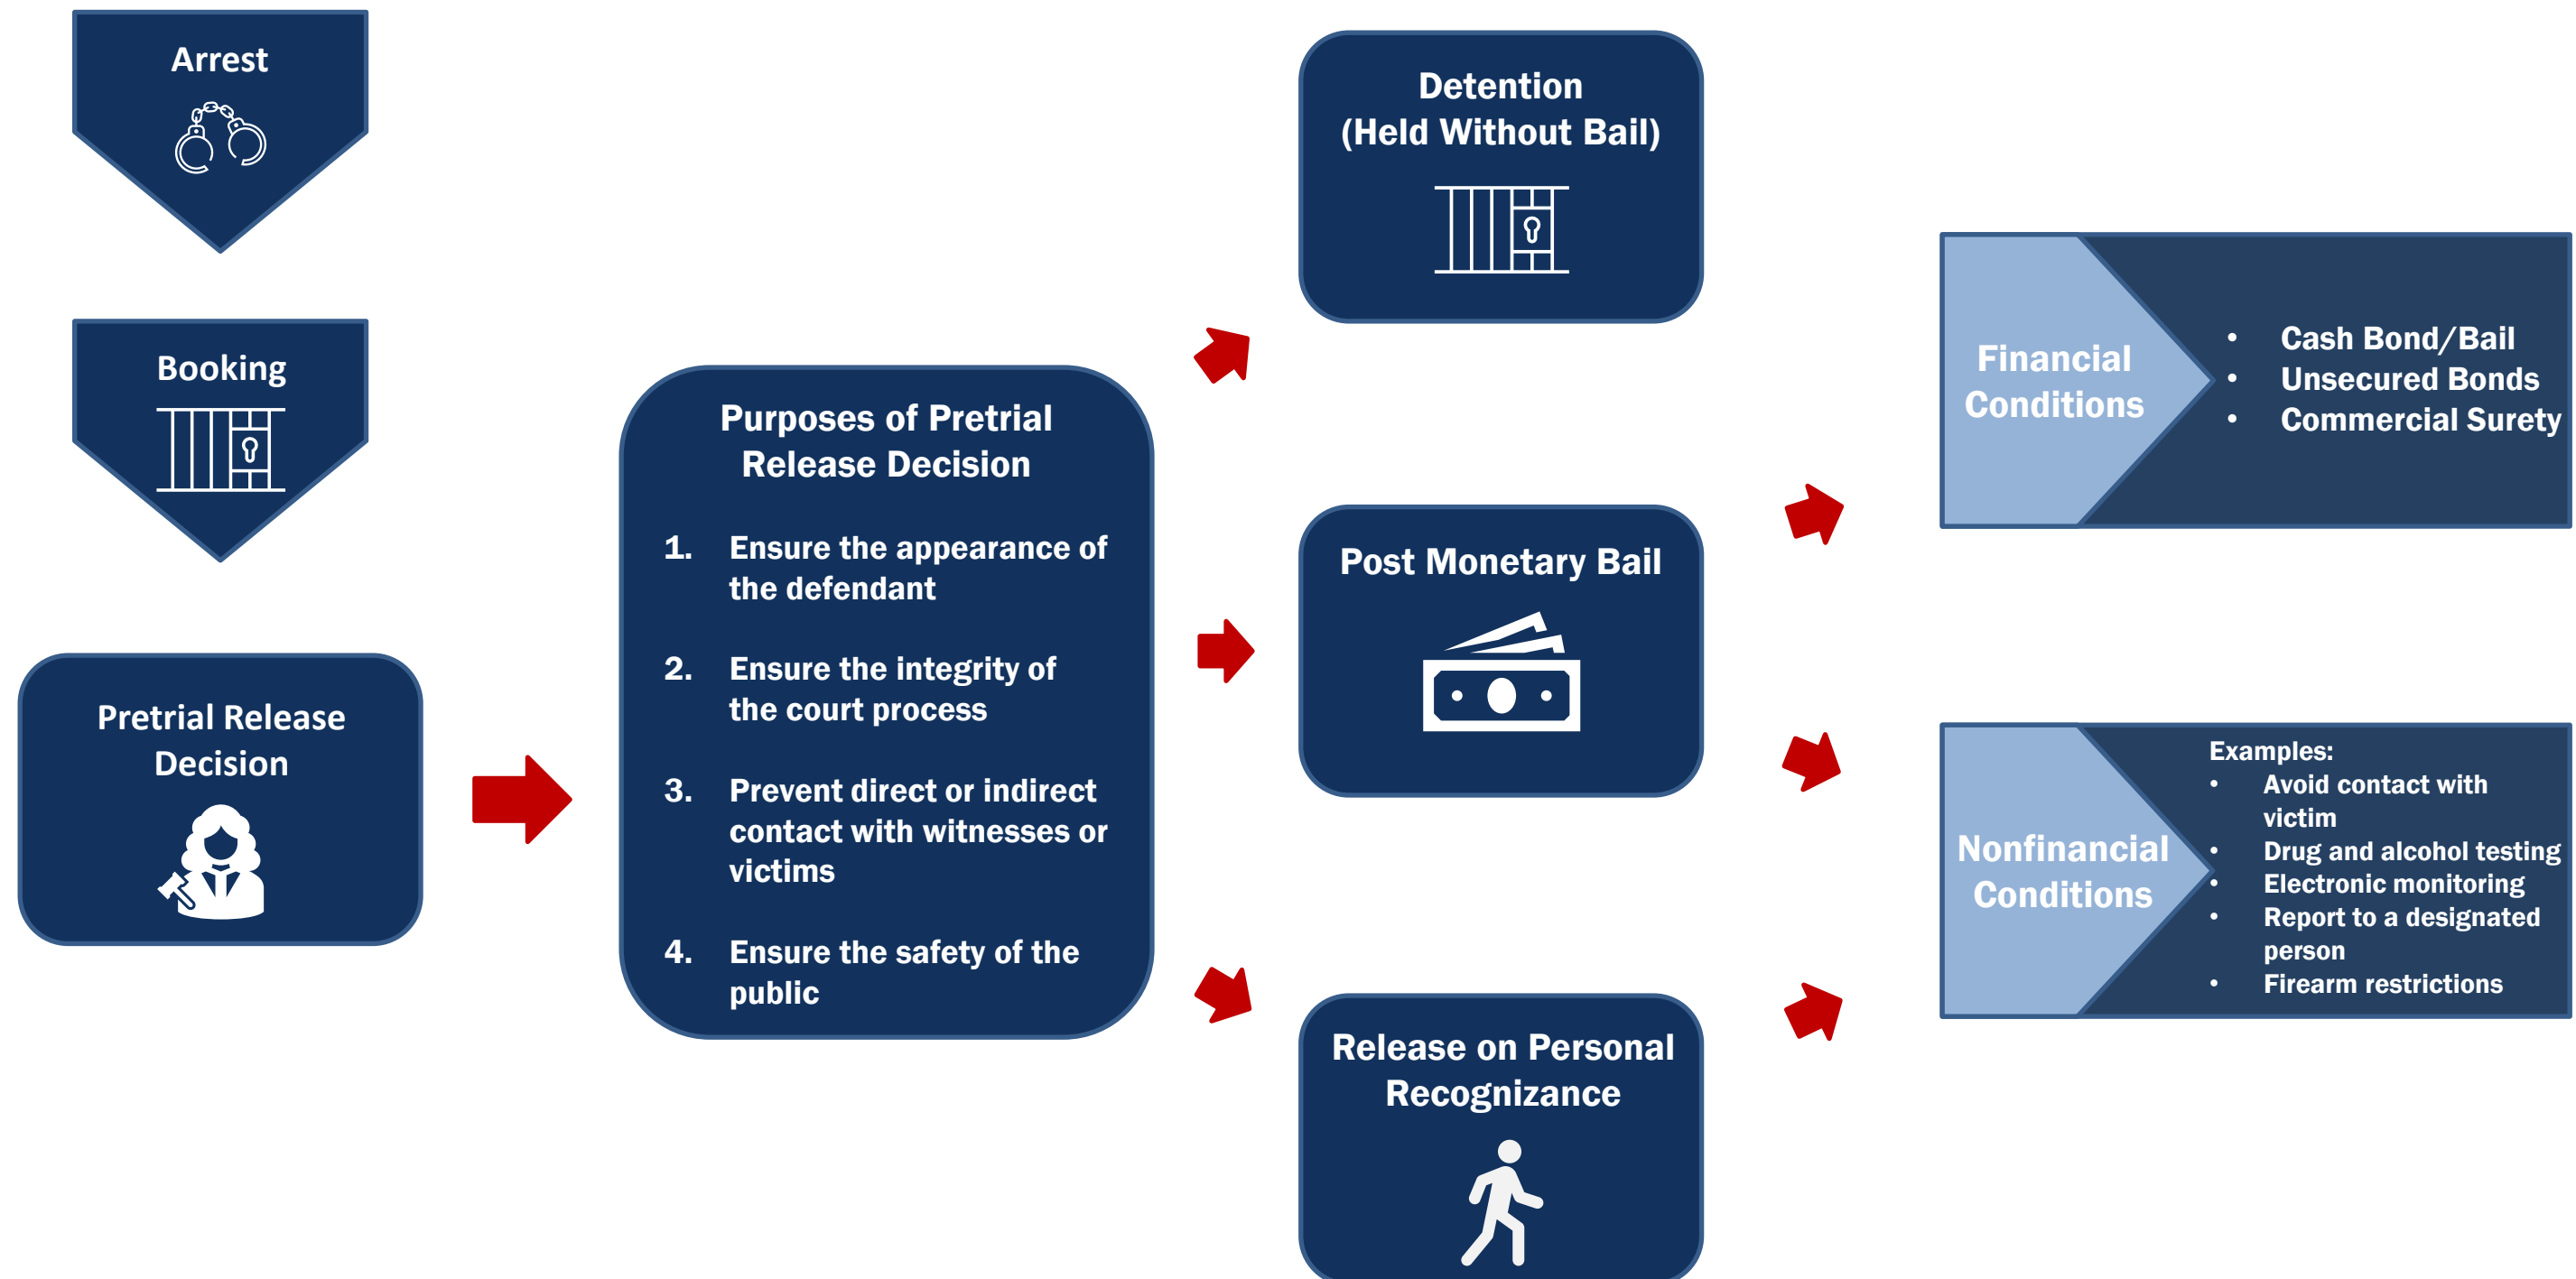 Arrest
Booking
Pretrial Release
Decision
Purposes of Pretrial
Release Decision
1. Ensure the appearance of
the defendant
2. Ensure the integrity of
the court process
3. Prevent direct or indirect
contact with witnesses or
victims
4. Ensure the safety of the
public
Detention
(Held Without Bail)
Post Monetary Bail
Release on Personal
Recognizance
Financial
Conditions
• Cash Bond/Bail
• Unsecured Bonds
• Commercial Surety
Nonfinancial
Conditions
Examples:
• Avoid contact with
victim
• Drug and alcohol testing
• Electronic monitoring
• Report to a designated
person
• Firearm restrictions